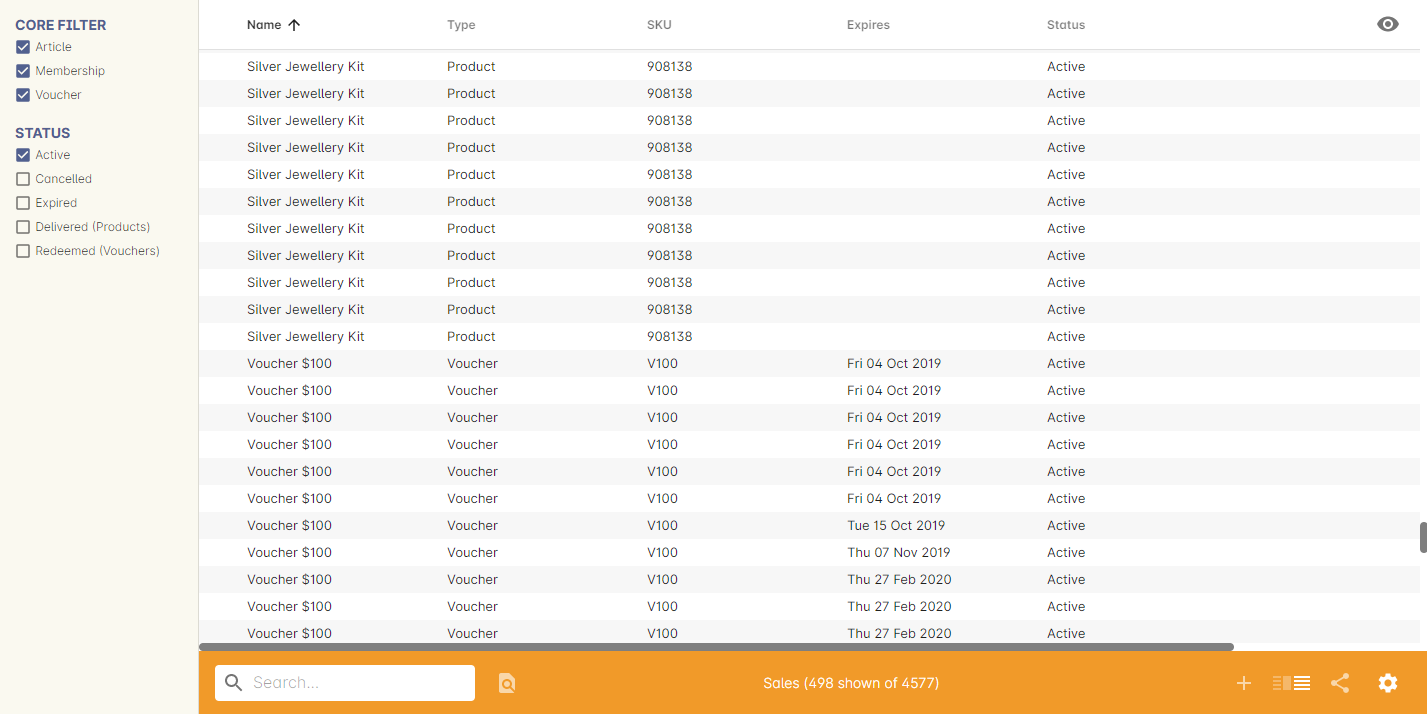 CORE FILTER
Article
Membership
Voucher
STATUS
Active
Cancelled
Expired
Delivered (Products)
Redeemed (Vouchers)
Name Type SKU Expires Status
Silver Jewellery Kit Product 908138 Active
Silver Jewellery Kit Product 908138 Active
Silver Jewellery Kit Product 908138 Active
Silver Jewellery Kit Product 908138 Active
Silver Jewellery Kit Product 908138 Active
Silver Jewellery Kit Product 908138 Active
Silver Jewellery Kit Product 908138 Active
Silver Jewellery Kit Product 908138 Active
Silver Jewellery Kit Product 908138 Active
Silver Jewellery Kit Product 908138 Active
Silver Jewellery Kit Product 908138 Active
Voucher $100 Voucher V100 Fri 04 Oct 2019 Active
Voucher $100 Voucher V100 Fri 04 Oct 2019 Active
Voucher $100 Voucher V100 Fri 04 Oct 2019 Active
Voucher $100 Voucher V100 Fri 04 Oct 2019 Active
Voucher $100 Voucher V100 Fri 04 Oct 2019 Active
Voucher $100 Voucher V100 Fri 04 Oct 2019 Active
Voucher $100 Voucher V100 Tue 15 Oct 2019 Active
Voucher $100 Voucher V100 Thu 07 Nov 2019 Active
Voucher $100 Voucher V100 Thu 27 Feb 2020 Active
Voucher $100 Voucher V100 Thu 27 Feb 2020 Active
Voucher $100 Voucher V100 Thu 27 Feb 2020 Active
Search... Sales (498 shown of 4577)